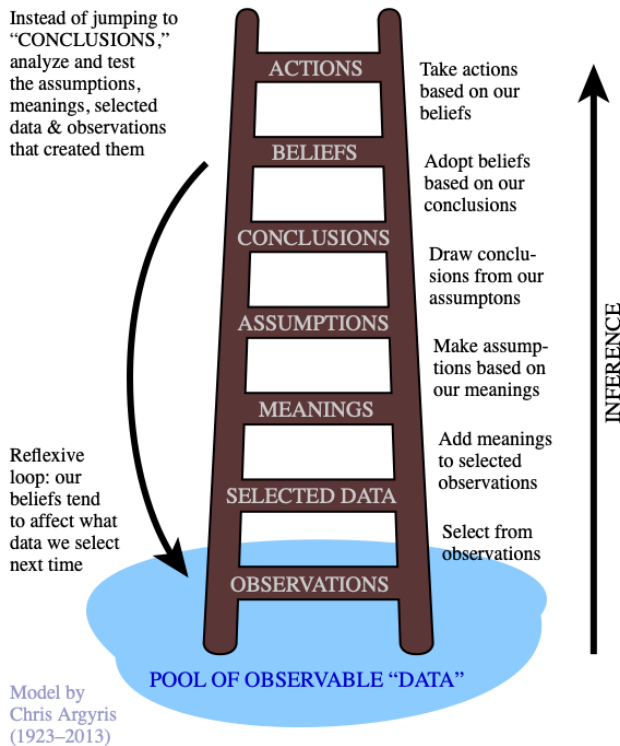 Instead of jumping to
“CONCLUSIONS,”
analyze and test
the assumptions,
meanings, selected
data & observations
that created them
ACTIONS
Take actions
based on our
beliefs
BELIEFS
Adopt beliefs
based on our
conclusions
CONCLUSIONS
Draw conclu-
sions from our
assumptons
ASSUMPTIONS
Make assump-
tions based on
our meanings
MEANINGS
Add meanings
to selected
observations
SELECTED DATA
Select from
observations
OBSERVATIONS
INFERENCE
Reflexive
loop: our
beliefs tend
to affect what
data we select
next time
POOL OF OBSERVABLE “DATA”
Model by
Chris Argyris
(1923–2013)